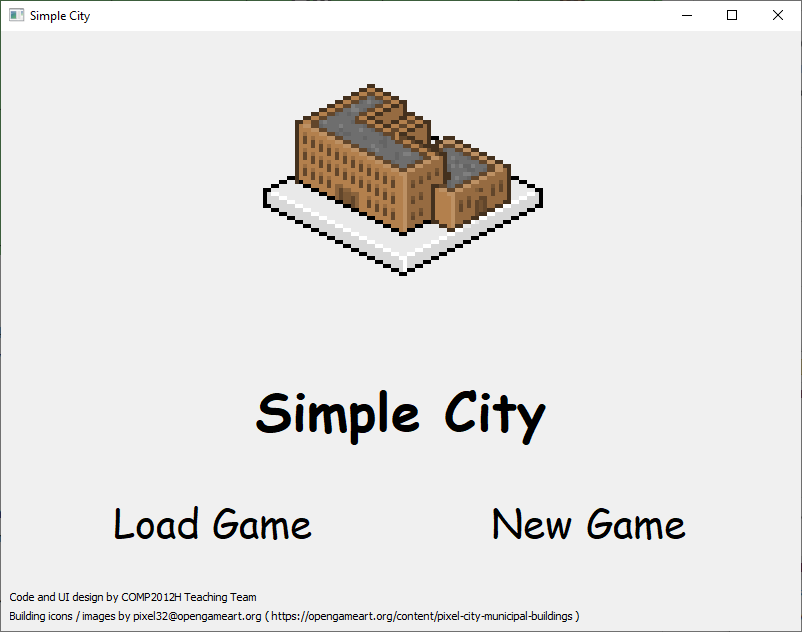 Simple City
Simple City
Load Game
New Game
Code and UI design by COMP2012H Teaching Team
Building icons / images by pixel32@opengameart.org ( https://opengameart.org/content/pixel-city-municipal-buildings )